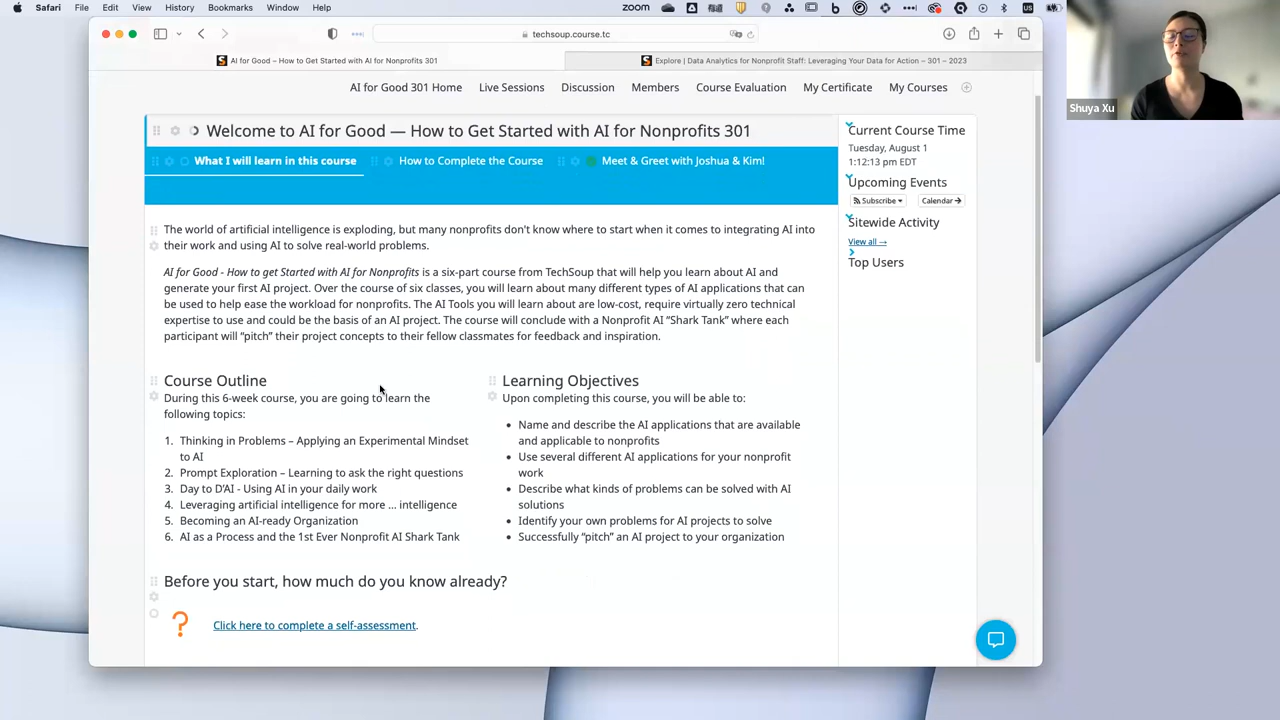 Safari File Edit View History Bookmarks Window Help zoom US
techsoup.course.tc
AI for Good – How to Get Started with AI for Nonprofits 301
Explore | Data Analytics for Nonprofit Staff: Leveraging Your Data for Action – 301 – 2023
AI for Good 301 Home Live Sessions Discussion Members Course Evaluation My Certificate My Courses
Welcome to AI for Good — How to Get Started with AI for Nonprofits 301
What I will learn in this course How to Complete the Course Meet & Greet with Joshua & Kim!
The world of artificial intelligence is exploding, but many nonprofits don't know where to start when it comes to integrating AI into
their work and using AI to solve real-world problems.
AI for Good - How to get Started with AI for Nonprofits is a six-part course from TechSoup that will help you learn about AI and
generate your first AI project. Over the course of six classes, you will learn about many different types of AI applications that can
be used to help ease the workload for nonprofits. The AI Tools you will learn about are low-cost, require virtually zero technical
expertise to use and could be the basis of an AI project. The course will conclude with a Nonprofit AI “Shark Tank” where each
participant will “pitch” their project concepts to their fellow classmates for feedback and inspiration.
Course Outline
During this 6-week course, you are going to learn the
following topics:
1. Thinking in Problems – Applying an Experimental Mindset
to AI
2. Prompt Exploration – Learning to ask the right questions
3. Day to D'AI - Using AI in your daily work
4. Leveraging artificial intelligence for more ... intelligence
5. Becoming an AI-ready Organization
6. AI as a Process and the 1st Ever Nonprofit AI Shark Tank
Learning Objectives
Upon completing this course, you will be able to:
• Name and describe the AI applications that are available
and applicable to nonprofits
• Use several different AI applications for your nonprofit
work
• Describe what kinds of problems can be solved with AI
solutions
• Identify your own problems for AI projects to solve
• Successfully “pitch” an AI project to your organization
Before you start, how much do you know already?
?
Click here to complete a self-assessment.
Current Course Time
Tuesday, August 1
1:12:13 pm EDT
Upcoming Events
Subscribe Calendar
Sitewide Activity
View all →
Top Users
Shuya Xu